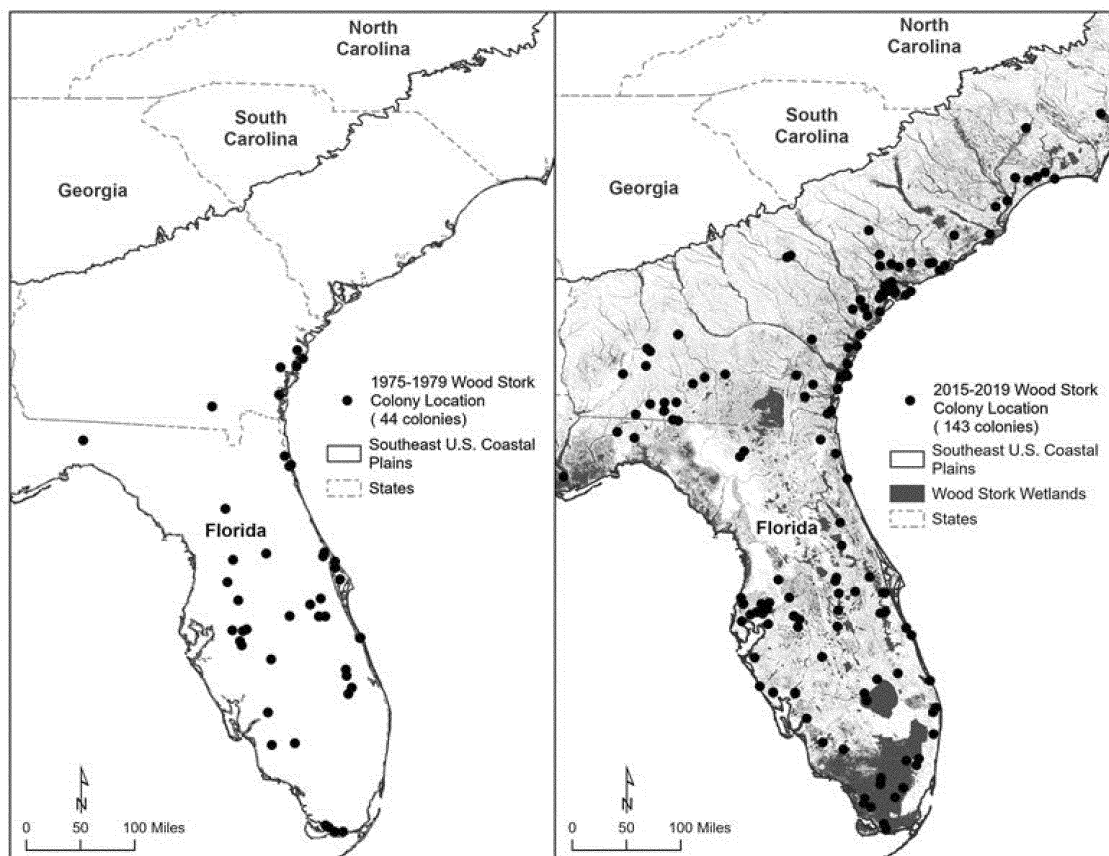 North
Carolina
South
Carolina
Georgia
1975-1979 Wood Stork
Colony Location
( 44 colonies)
Southeast U.S. Coastal
Plains
States
Florida
N
0 50 100 Miles
North
Carolina
South
Carolina
Georgia
2015-2019 Wood Stork
Colony Location
( 143 colonies)
Southeast U.S. Coastal
Plains
Wood Stork Wetlands
States
Florida
N
0 50 100 Miles